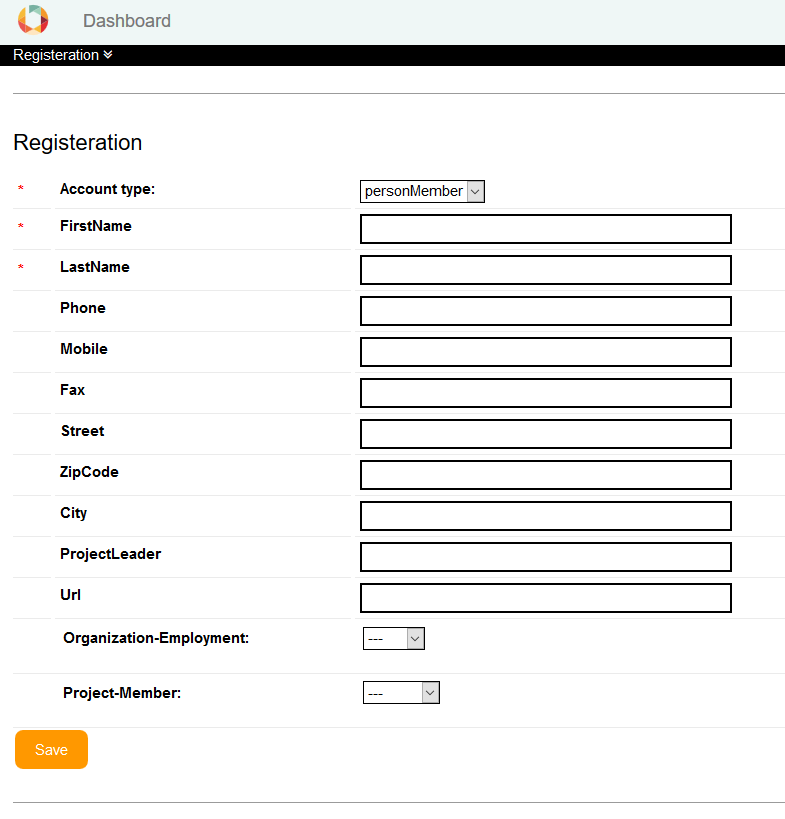 Dashboard
Registeration
Registeration
* Account type: personMember
* FirstName
* LastName
Phone
Mobile
Fax
Street
ZipCode
City
ProjectLeader
Url
Organization-Employment: ---
Project-Member: ---
Save